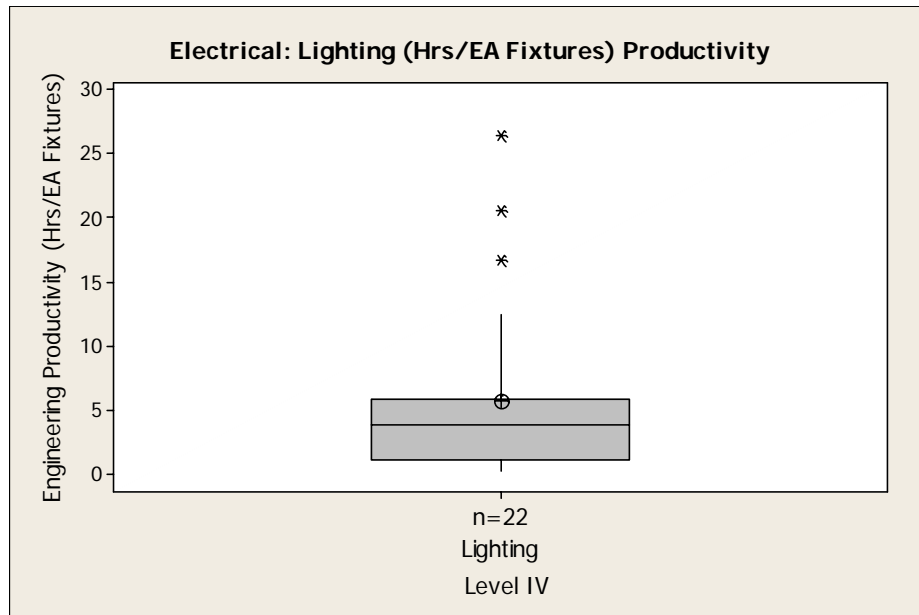 Electrical: Lighting (Hrs/EA Fixtures) Productivity
Engineering Productivity (Hrs/EA Fixtures)
30
25
20
15
10
5
0
n=22
Lighting
Level IV